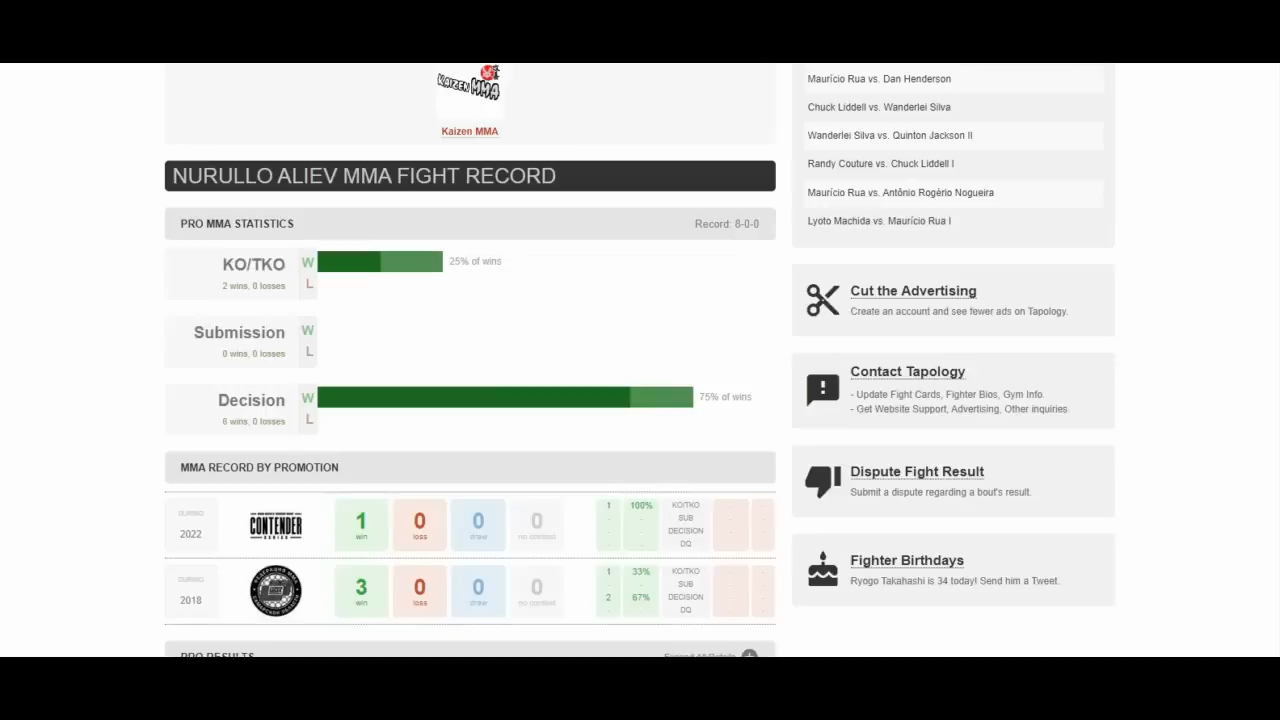 KAIZEN MMA
Kaizen MMA
NURULLO ALIEV MMA FIGHT RECORD
PRO MMA STATISTICS
Record: 8-0-0
KO/TKO
2 wins, 0 losses
W
L
25% of wins
Submission
0 wins, 0 losses
W
L
Decision
6 wins, 0 losses
W
L
75% of wins
MMA RECORD BY PROMOTION
DURING
2022
CONTENDER
SERIES
1
win
0
loss
0
draw
0
no contest
1 100% KO/TKO
SUB
DECISION
DQ
DURING
2018
3
win
0
loss
0
draw
0
no contest
1 33% KO/TKO
SUB
2 67% DECISION
DQ
PRO RESULTS
Expand All Details
Maurício Rua vs. Dan Henderson
Chuck Liddell vs. Wanderlei Silva
Wanderlei Silva vs. Quinton Jackson II
Randy Couture vs. Chuck Liddell I
Maurício Rua vs. Antônio Rogério Nogueira
Lyoto Machida vs. Maurício Rua I
Cut the Advertising
Create an account and see fewer ads on Tapology.
Contact Tapology
- Update Fight Cards, Fighter Bios, Gym Info.
- Get Website Support, Advertising, Other inquiries
Dispute Fight Result
Submit a dispute regarding a bout's result.
Fighter Birthdays
Ryogo Takahashi is 34 today! Send him a Tweet.